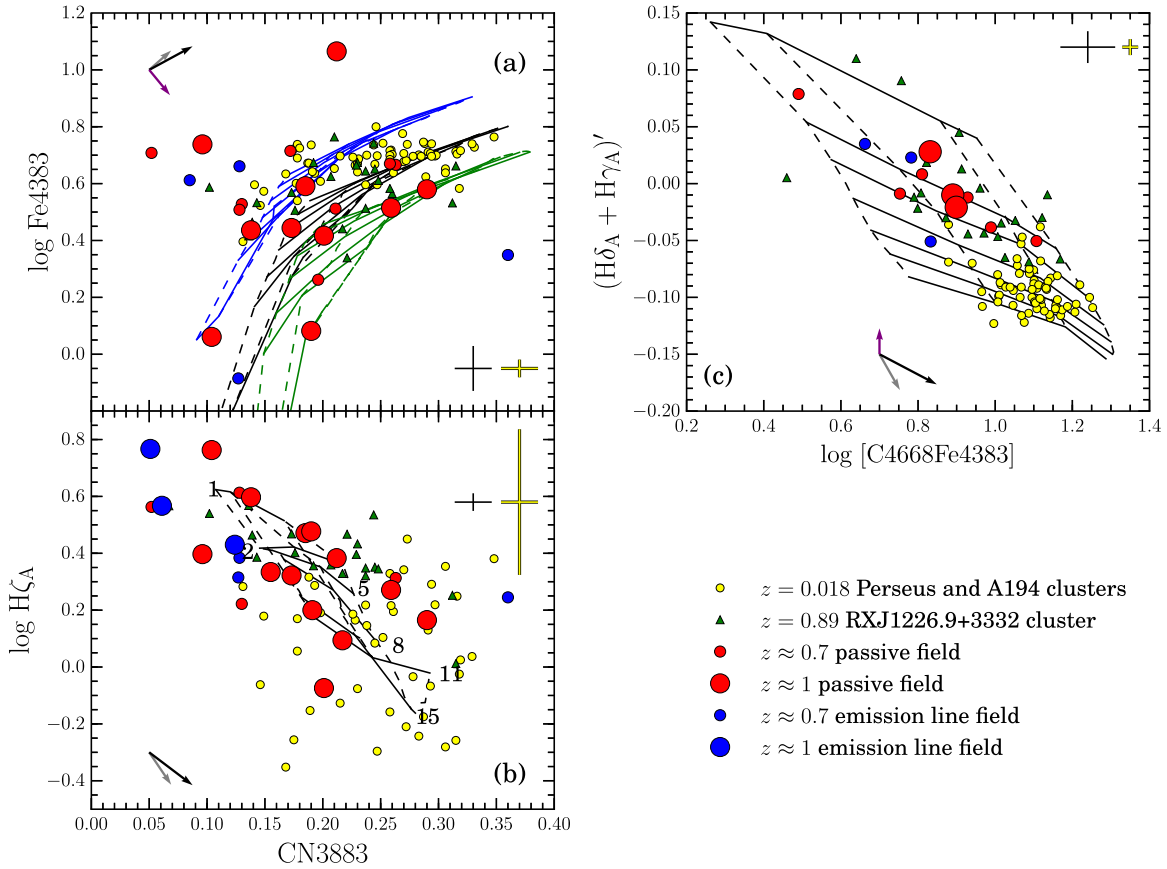 1.2
1.0
0.8
0.6
0.4
0.2
0.0
log Fe4383
(a)
0.8
0.6
0.4
0.2
0.0
−0.2
−0.4
log HζA
1
2
5
8
11
15
(b)
0.00 0.05 0.10 0.15 0.20 0.25 0.30 0.35 0.40
CN3883
0.15
0.10
0.05
0.00
−0.05
−0.10
−0.15
−0.20
(HδA + HγA)′
(c)
0.2 0.4 0.6 0.8 1.0 1.2 1.4
log [C4668Fe4383]
z = 0.018 Perseus and A194 clusters
z = 0.89 RXJ1226.9+3332 cluster
z ≈ 0.7 passive field
z ≈ 1 passive field
z ≈ 0.7 emission line field
z ≈ 1 emission line field